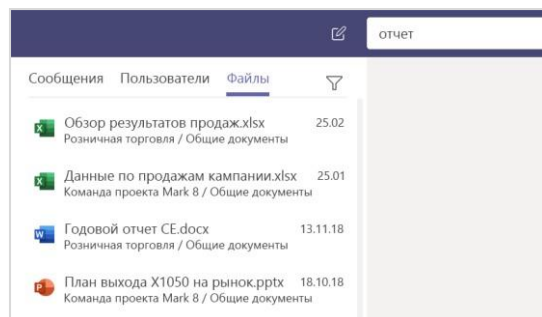 отчет
Сообщения Пользователи Файлы
Обзор результатов продаж.xlsx 25.02
Розничная торговля / Общие документы
Данные по продажам кампании.xlsx 25.01
Команда проекта Mark 8 / Общие документы
Годовой отчет CE.docx 13.11.18
Розничная торговля / Общие документы
План выхода X1050 на рынок.pptx 18.10.18
Команда проекта Mark 8 / Общие документы